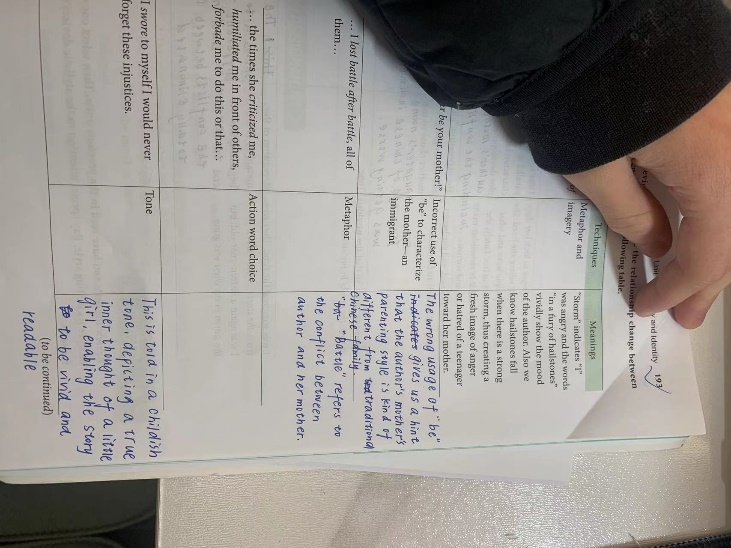 y and identity 193
the relationship change between
llowing table.
Techniques
Meanings
Metaphor and
imagery
"Storm" indicates "I"
was angry and the words
"in a fury of hailstones"
vividly show the mood
of the author. Also we
know hailstones fall
when there is a strong
storm, thus creating a
fresh image of anger
or hatred of a teenager
toward her mother.
r be your mother!"
Incorrect use of
"be" to characterize
the mother—an
immigrant
The wrong usage of "be"
indicates gives us a hint
that the author's mother's
parenting style is kind of
different from traditional
Chinese family.
… I lost battle after battle, all of
them…
Metaphor
"Battle" refers to
the conflict between
author and her mother.
… the times she criticized me,
humiliated me in front of others,
forbade me to do this or that…
Action word choice
I swore to myself I would never
forget these injustices.
Tone
This is told in a childish
tone, depicting a true
inner thought of a little
girl, enabling the story
to be vivid and
readable
(to be continued)